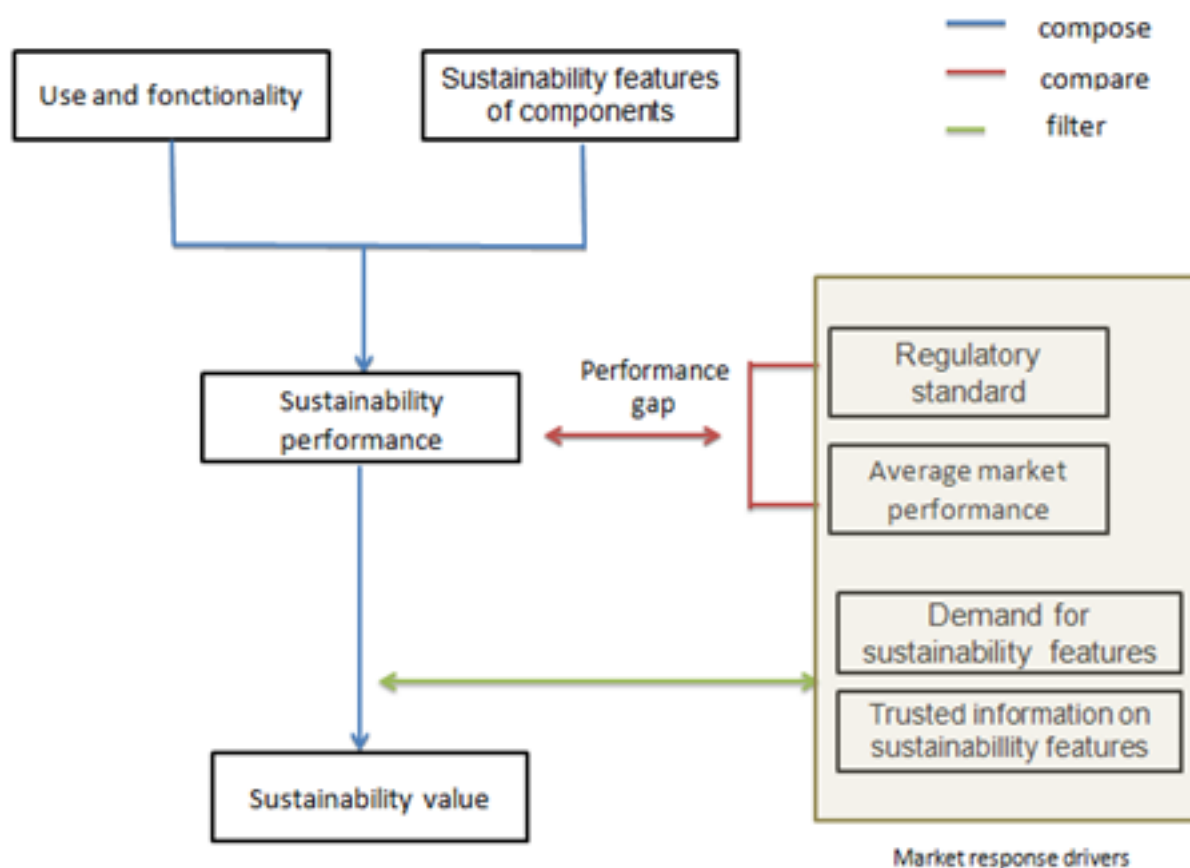 compose
compare
filter
Use and fonctionality
Sustainability features
of components
Sustainability
performance
Performance
gap
Regulatory
standard
Average market
performance
Demand for
sustainability features
Trusted information on
sustainabillity features
Sustainability value
Market response drivers